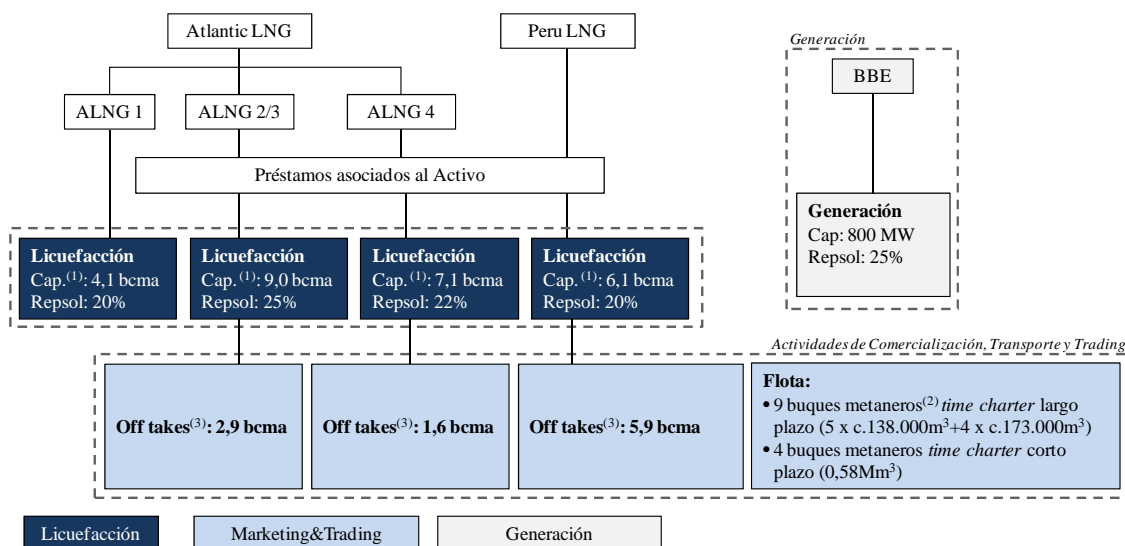 Atlantic LNG
Peru LNG
Generación
BBE
ALNG 1
ALNG 2/3
ALNG 4
Préstamos asociados al Activo
Generación
Cap: 800 MW
Repsol: 25%
Licuefacción
Cap.(1): 4,1 bcma
Repsol: 20%
Licuefacción
Cap.(1): 9,0 bcma
Repsol: 25%
Licuefacción
Cap.(1): 7,1 bcma
Repsol: 22%
Licuefacción
Cap.(1): 6,1 bcma
Repsol: 20%
Actividades de Comercialización, Transporte y Trading
Off takes(3): 2,9 bcma
Off takes(3): 1,6 bcma
Off takes(3): 5,9 bcma
Flota:
• 9 buques metaneros(2) time charter largo
plazo (5 x c.138.000m3+4 x c.173.000m3)
• 4 buques metaneros time charter corto
plazo (0,58Mm3)
Licuefacción
Marketing&Trading
Generación